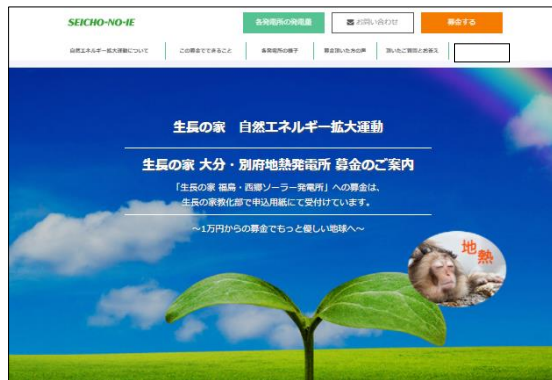 SEICHO-NO-IE
各発電所の発電量
お問い合わせ
募金する
自然エネルギー拡大運動について
この募金でできること
各発電所の様子
募金頂いた方の声
頂いたご質問とお答え
生長の家 自然エネルギー拡大運動
生長の家 大分・別府地熱発電所 募金のご案内
「生長の家 福島・西郷ソーラー発電所」への募金は、
生長の家教化部で申込用紙にて受付けています。
～1万円からの募金でもっと優しい地球へ～
地
熱